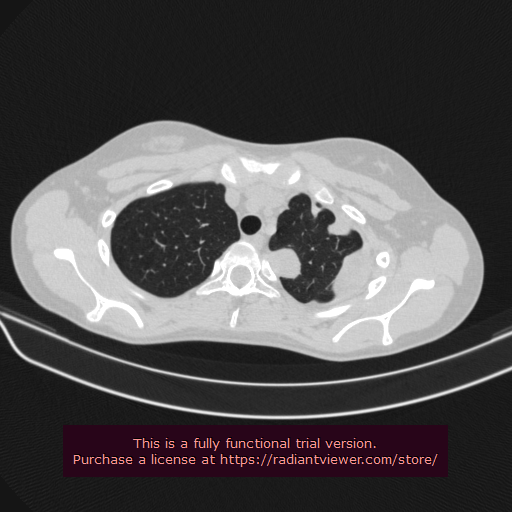 This is a fully functional trial version.
Purchase a license at https://radiantviewer.com/store/